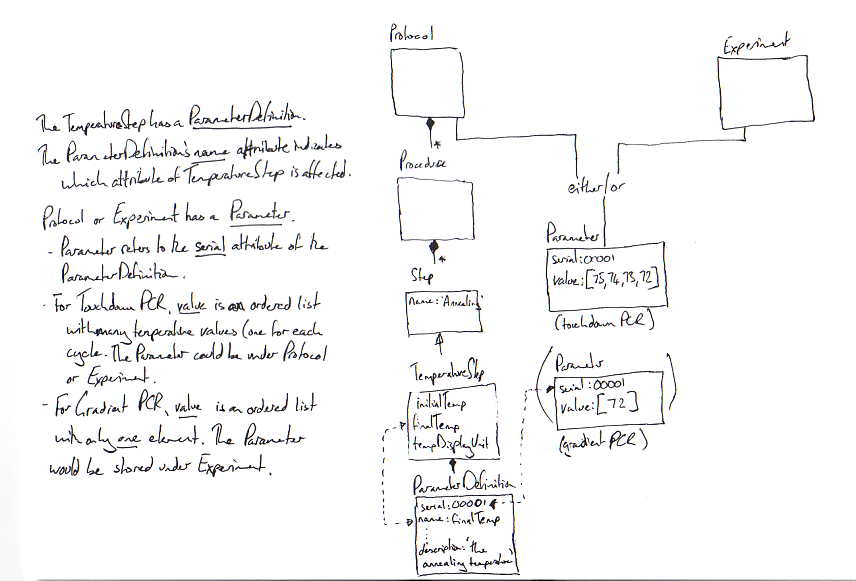 The TemperatureStep has a ParameterDefinition.
The ParameterDefinition's name attribute indicates
which attribute of TemperatureStep is affected.
Protocol or Experiment has a Parameter.
- Parameter refers to the serial attribute of the
ParameterDefinition.
- For Touchdown PCR, value is an ordered list
with many temperature values (one for each
cycle. The Parameter could be under Protocol
or Experiment.
- For Gradient PCR, value is an ordered list
with only one element. The Parameter
would be stored under Experiment.
Protocol
Experiment
*
Procedure
either/or
*
Step
name: 'Annealing'
Parameter
serial: 00001
value: [75, 74, 73, 72]
(touchdown PCR)
TemperatureStep
initialTemp
finalTemp
tempDisplayUnit
Parameter
serial: 00001
value: [72]
(gradient PCR)
ParameterDefinition
serial: 00001
name: finalTemp
description: 'the
annealing temperature'